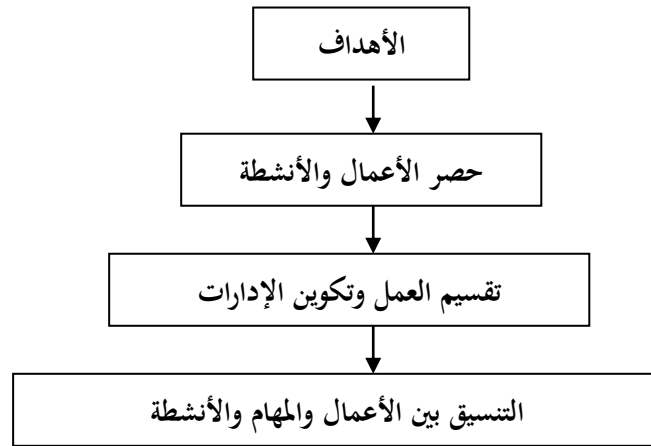 الأهداف
حصر الأعمال والأنشطة
تقسيم العمل وتكوين الإدارات
التنسيق بين الأعمال والمهام والأنشطة